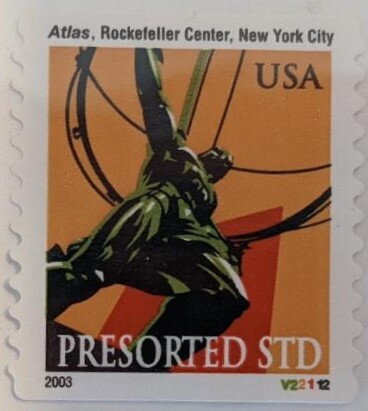 Atlas, Rockefeller Center, New York City
USA
PRESORTED STD
2003 V22112